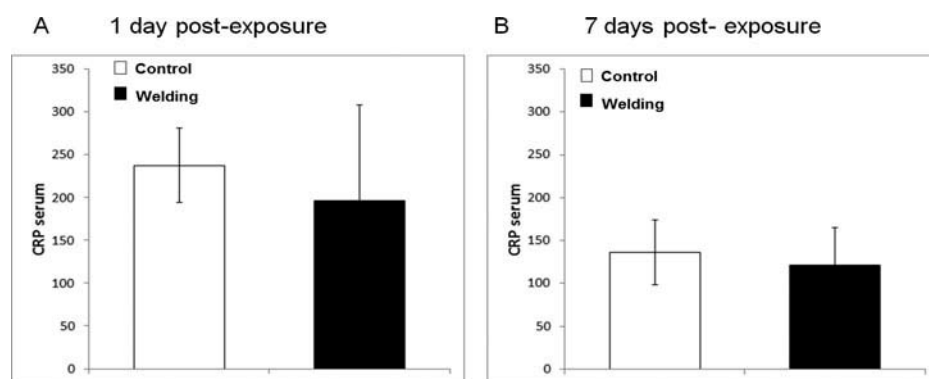 A 1 day post-exposure
Control
Welding
CRP serum
350
300
250
200
150
100
50
0
B 7 days post- exposure
Control
Welding
CRP serum
350
300
250
200
150
100
50
0